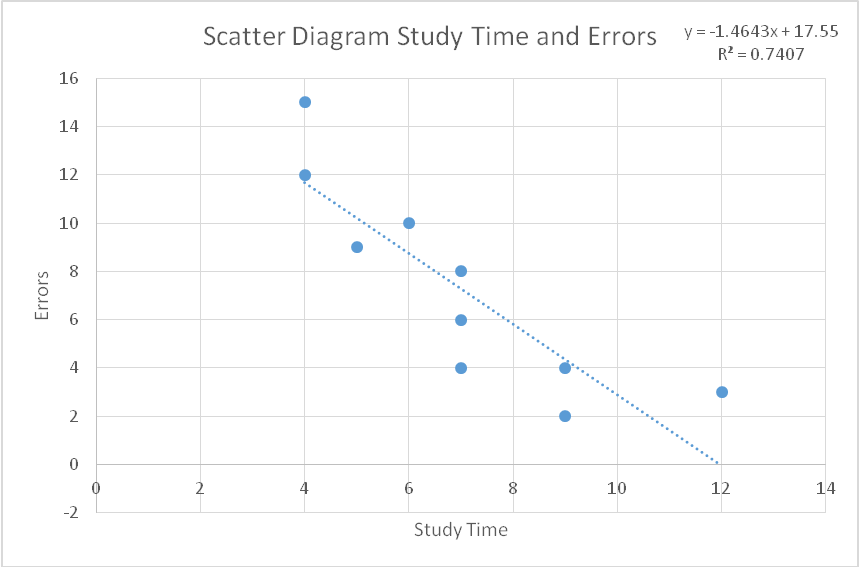 Scatter Diagram Study Time and Errors
y = -1.4643x + 17.55
R² = 0.7407
16
14
12
10
8
6
4
2
0
-2
Errors
0 2 4 6 8 10 12 14
Study Time